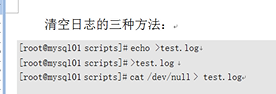 清空日志的三种方法：
[root@mysql01 scripts]# echo >test.log
[root@mysql01 scripts]# >test.log
[root@mysql01 scripts]# cat /dev/null > test.log